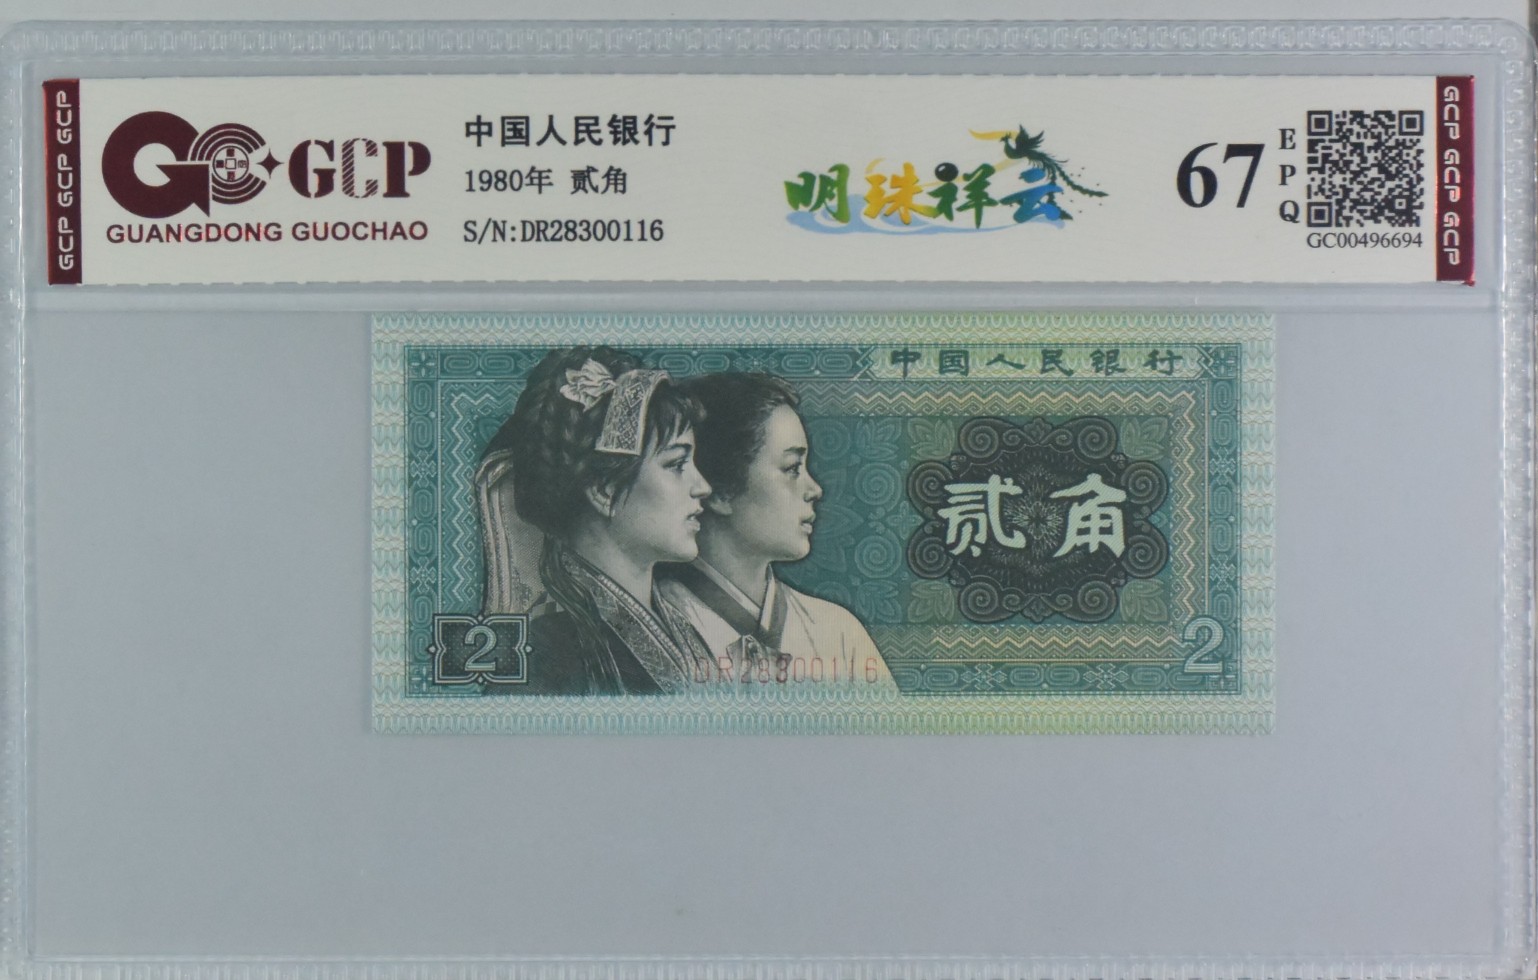 GCP GCP GCP
GCP
GUANGDONG GUOCHAO
中国人民银行
1980年 贰角
S/N:DR28300116
明珠祥云
67
EPQ
GC00496694
GCP GCP GCP
中国人民银行
贰角
2
2
DR28300116